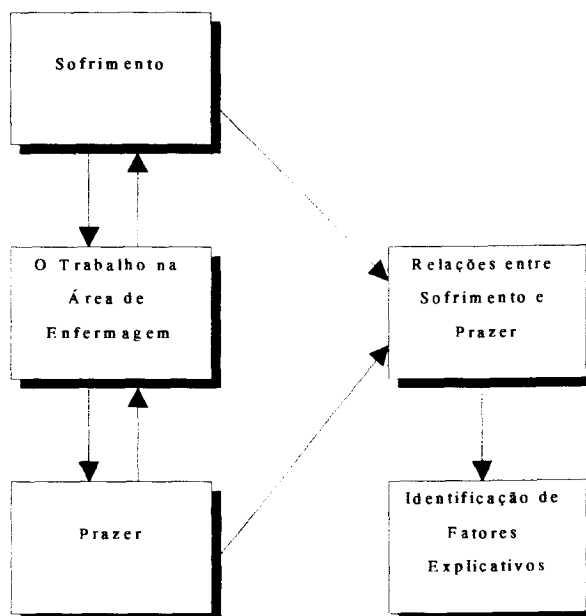 Sofrimento
O Trabalho na
Área de
Enfermagem
Relações entre
Sofrimento e
Prazer
Prazer
Identificação de
Fatores
Explicativos